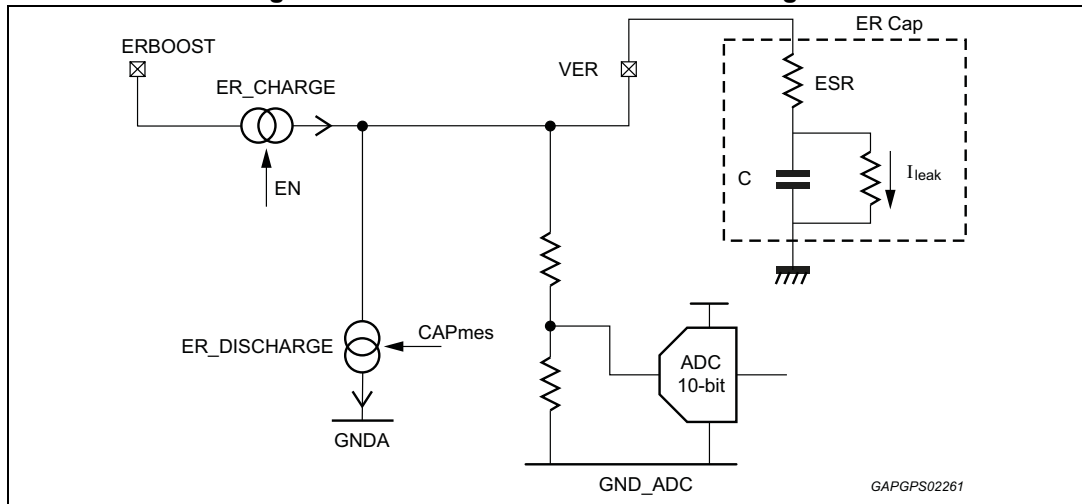 ERBOOST
ER_CHARGE
EN
VER
ER Cap
ESR
C
Ileak
ER_DISCHARGE
CAPmes
GNDA
ADC
10-bit
GND_ADC
GAPGPS02261